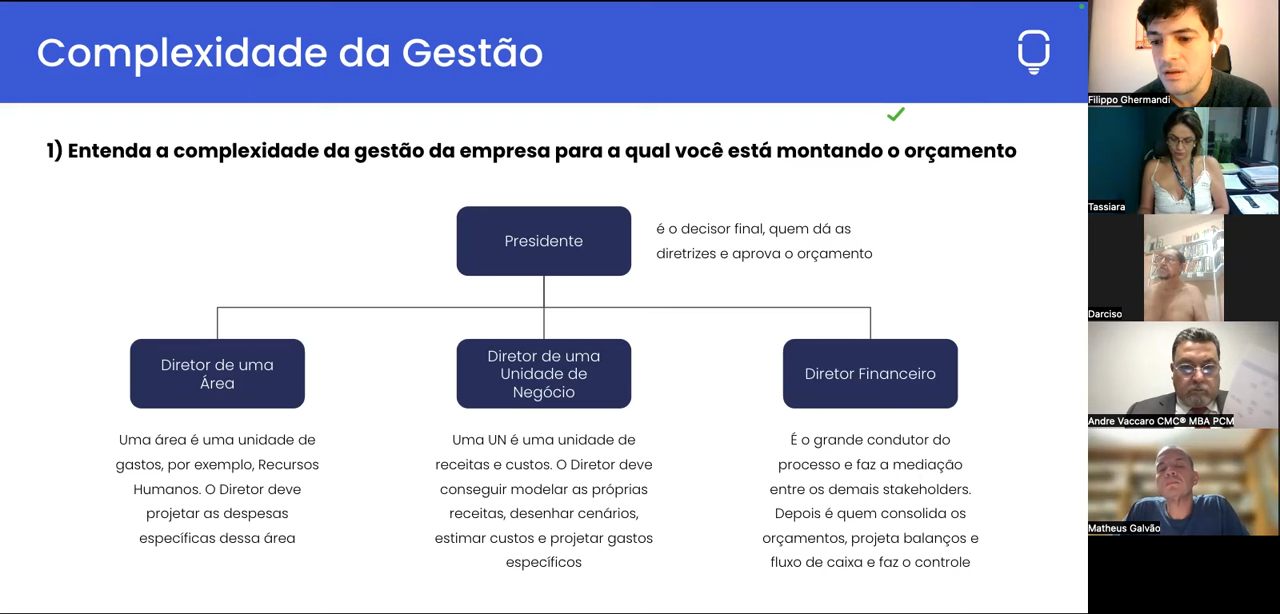 Complexidade da Gestão
1) Entenda a complexidade da gestão da empresa para a qual você está montando o orçamento
Presidente
é o decisor final, quem dá as
diretrizes e aprova o orçamento
Diretor de uma
Área
Uma área é uma unidade de
gastos, por exemplo, Recursos
Humanos. O Diretor deve
projetar as despesas
específicas dessa área
Diretor de uma
Unidade de
Negócio
Uma UN é uma unidade de
receitas e custos. O Diretor deve
conseguir modelar as próprias
receitas, desenhar cenários,
estimar custos e projetar gastos
específicos
Diretor Financeiro
É o grande condutor do
processo e faz a mediação
entre os demais stakeholders.
Depois é quem consolida os
orçamentos, projeta balanços e
fluxo de caixa e faz o controle
Filippo Ghermandi
Tassiara
Darciso
Andre Vaccaro CMC® MBA PCM
Matheus Galvão